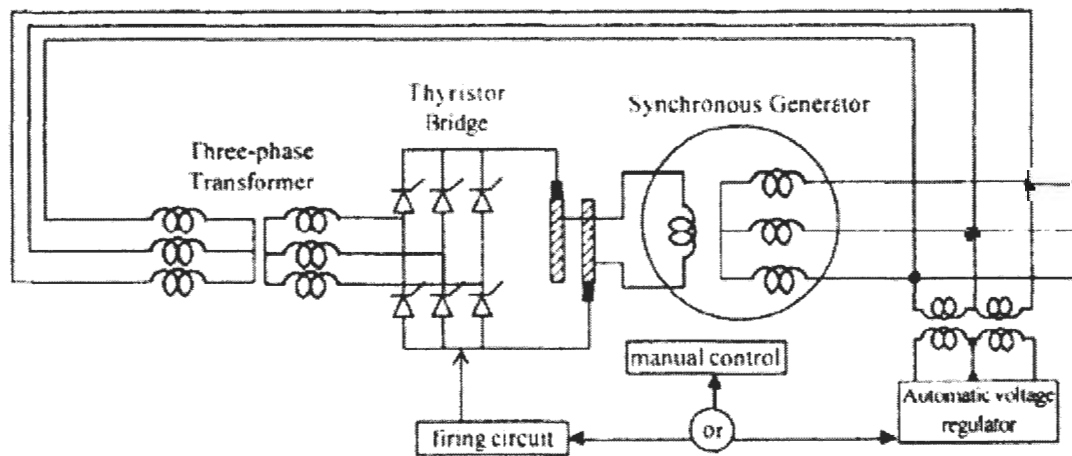 Thyristor
Bridge
Synchronous Generator
Three-phase
Transformer
manual control
Automatic voltage
regulator
firing circuit
or